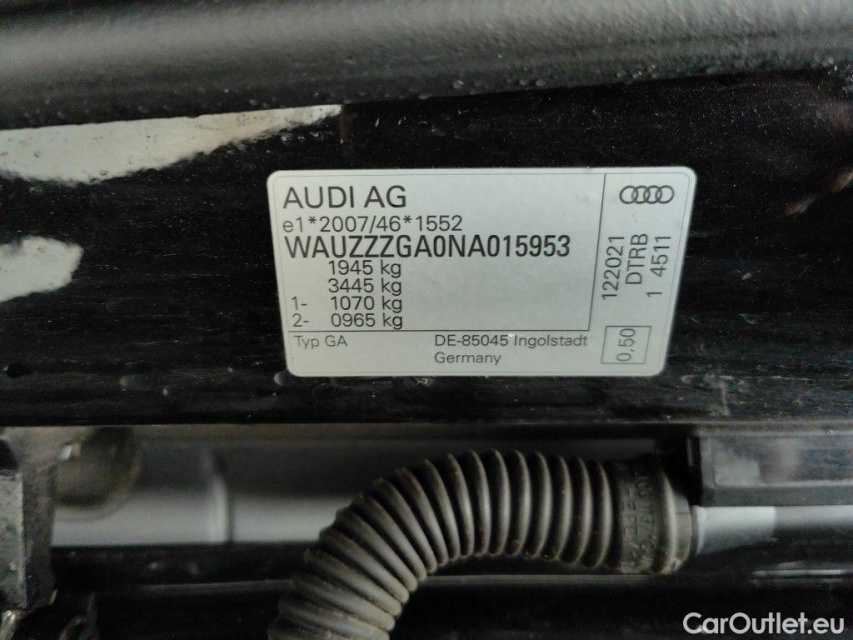 AUDI AG
e1*2007/46*1552
WAUZZZGA0NA015953
1945 kg
3445 kg
1- 1070 kg
2- 0965 kg
Typ GA
DE-85045 Ingolstadt
Germany
122021
DTRB
1 4511
0,50
CarOutlet.eu